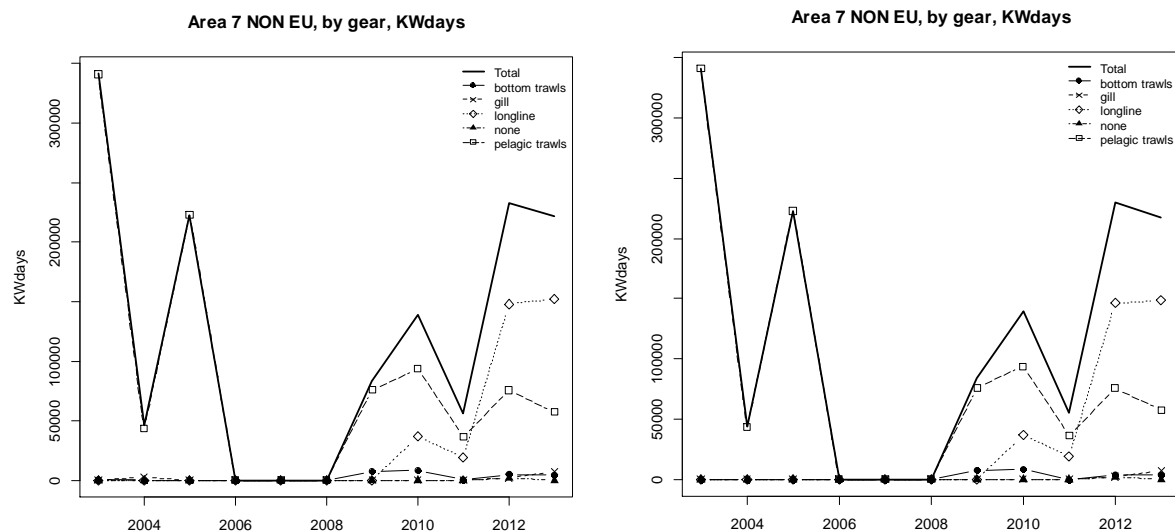 Area 7 NON EU, by gear, KWdays
KWdays
0
50000
100000
200000
300000
2004
2006
2008
2010
2012
Total
bottom trawls
gill
longline
none
pelagic trawls
Area 7 NON EU, by gear, KWdays
KWdays
0
50000
100000
200000
300000
2004
2006
2008
2010
2012
Total
bottom trawls
gill
longline
none
pelagic trawls